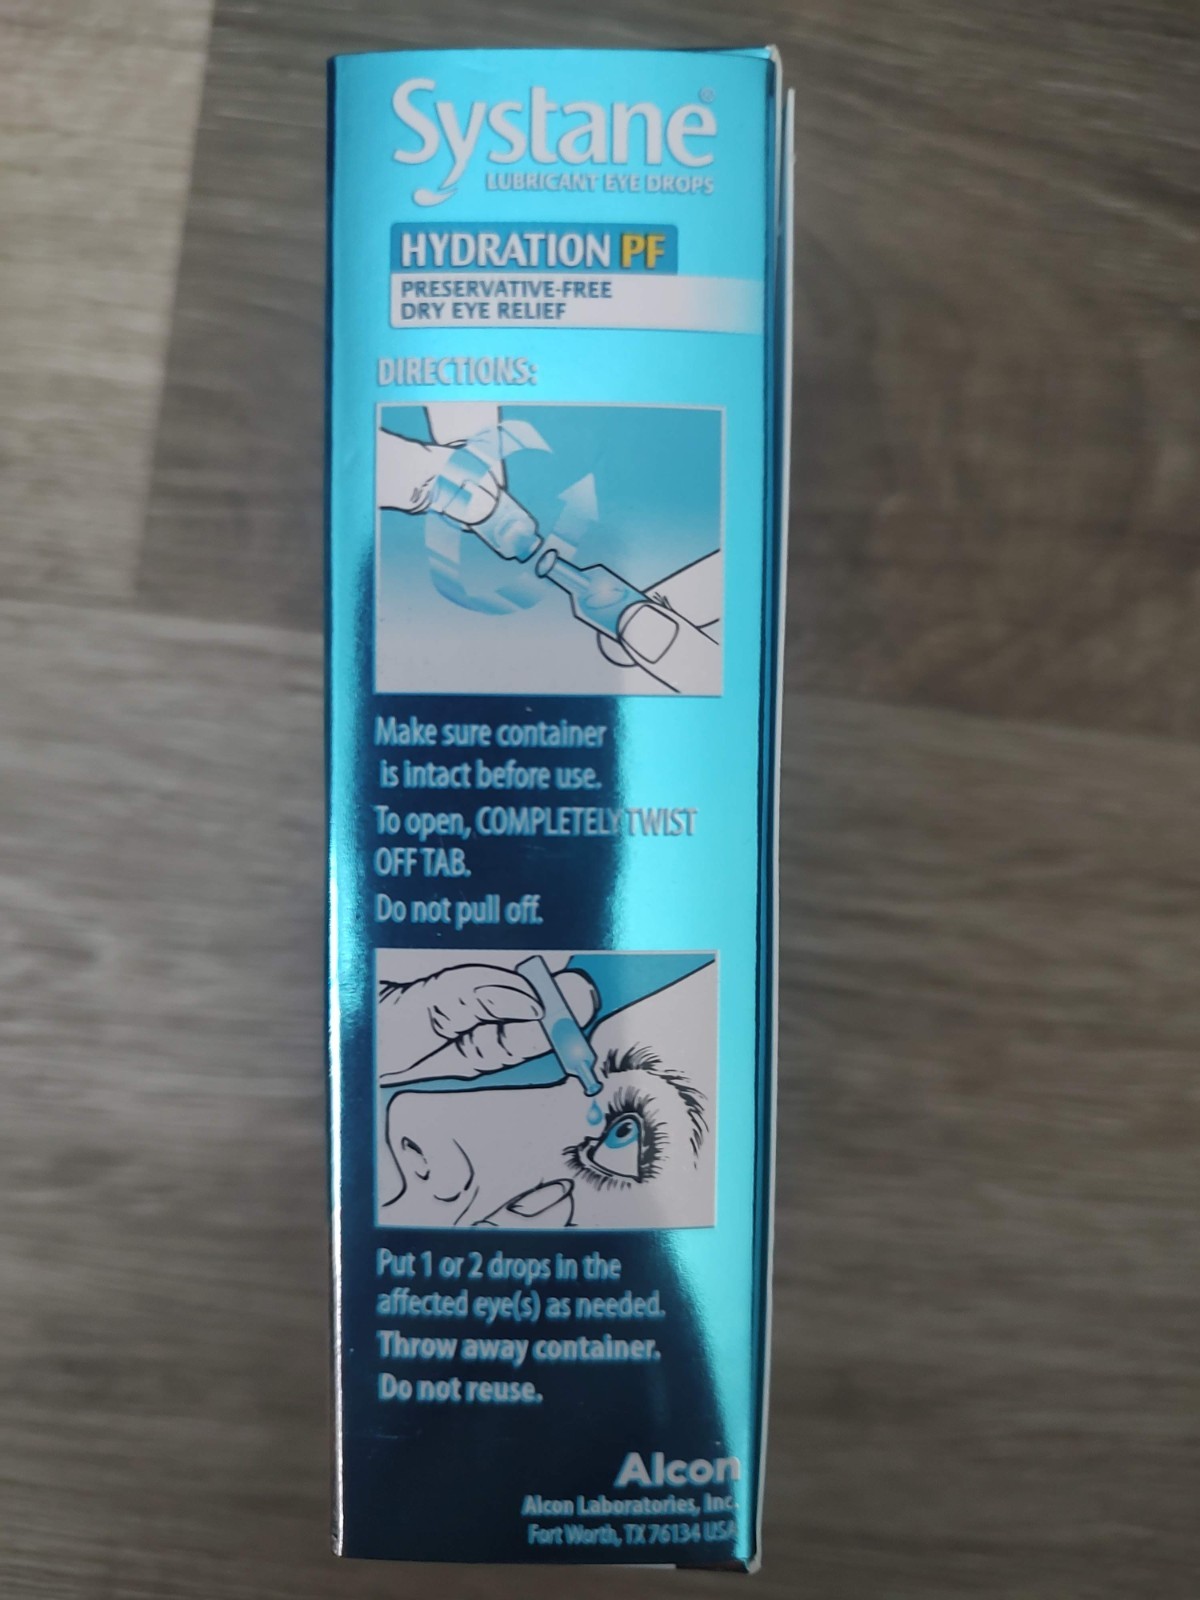 Systane®
LUBRICANT EYE DROPS
HYDRATION PF
PRESERVATIVE-FREE
DRY EYE RELIEF
DIRECTIONS:
Make sure container
is intact before use.
To open, COMPLETELY TWIST
OFF TAB.
Do not pull off.
Put 1 or 2 drops in the
affected eye(s) as needed.
Throw away container.
Do not reuse.
Alcon
Alcon Laboratories, Inc.
Fort Worth, TX 76134 USA